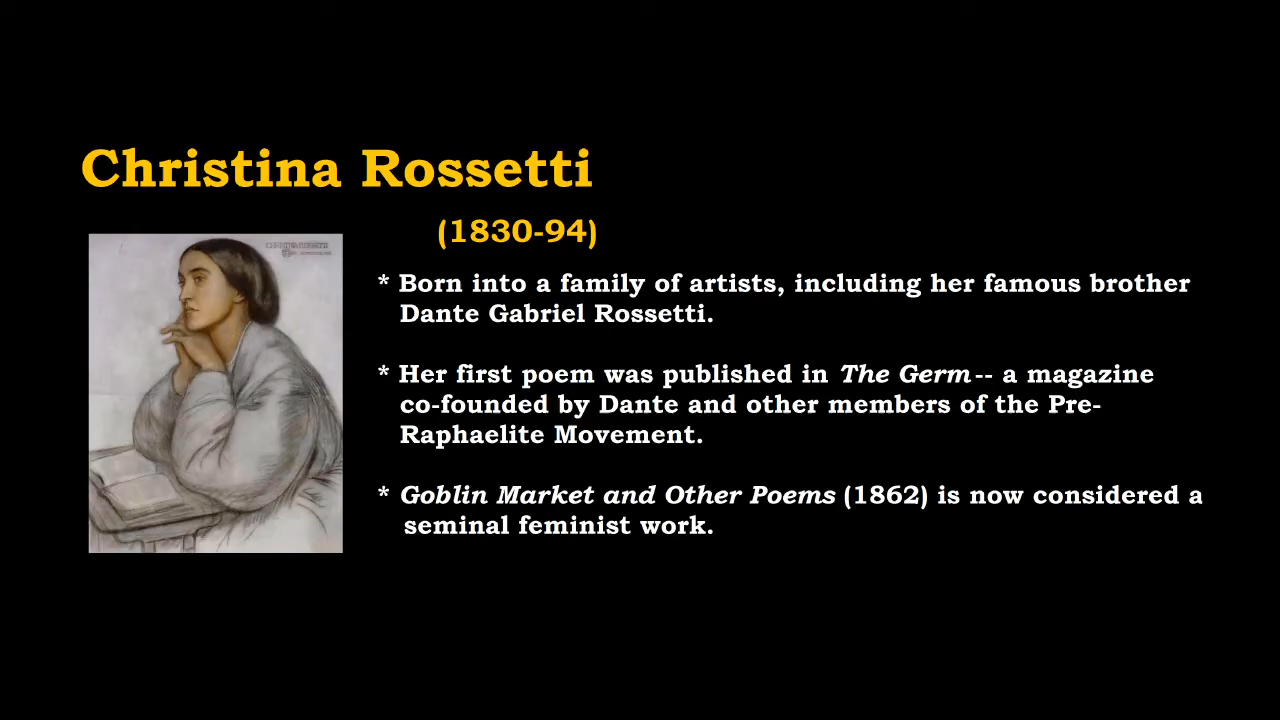 Christina Rossetti
(1830-94)
* Born into a family of artists, including her famous brother
Dante Gabriel Rossetti.
* Her first poem was published in The Germ -- a magazine
co-founded by Dante and other members of the Pre-
Raphaelite Movement.
* Goblin Market and Other Poems (1862) is now considered a
seminal feminist work.